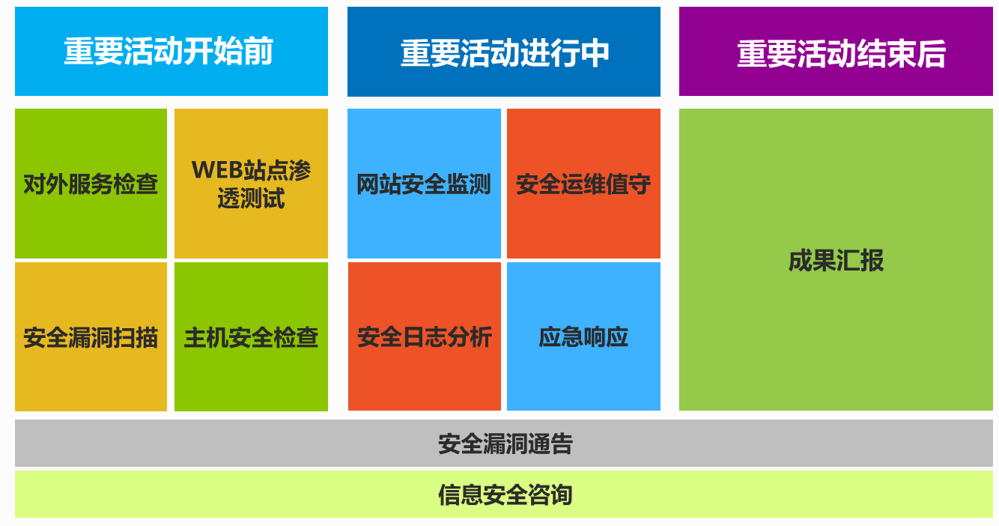 重要活动开始前
重要活动进行中
重要活动结束后
对外服务检查
WEB站点渗
透测试
网站安全监测
安全运维值守
成果汇报
安全漏洞扫描
主机安全检查
安全日志分析
应急响应
安全漏洞通告
信息安全咨询